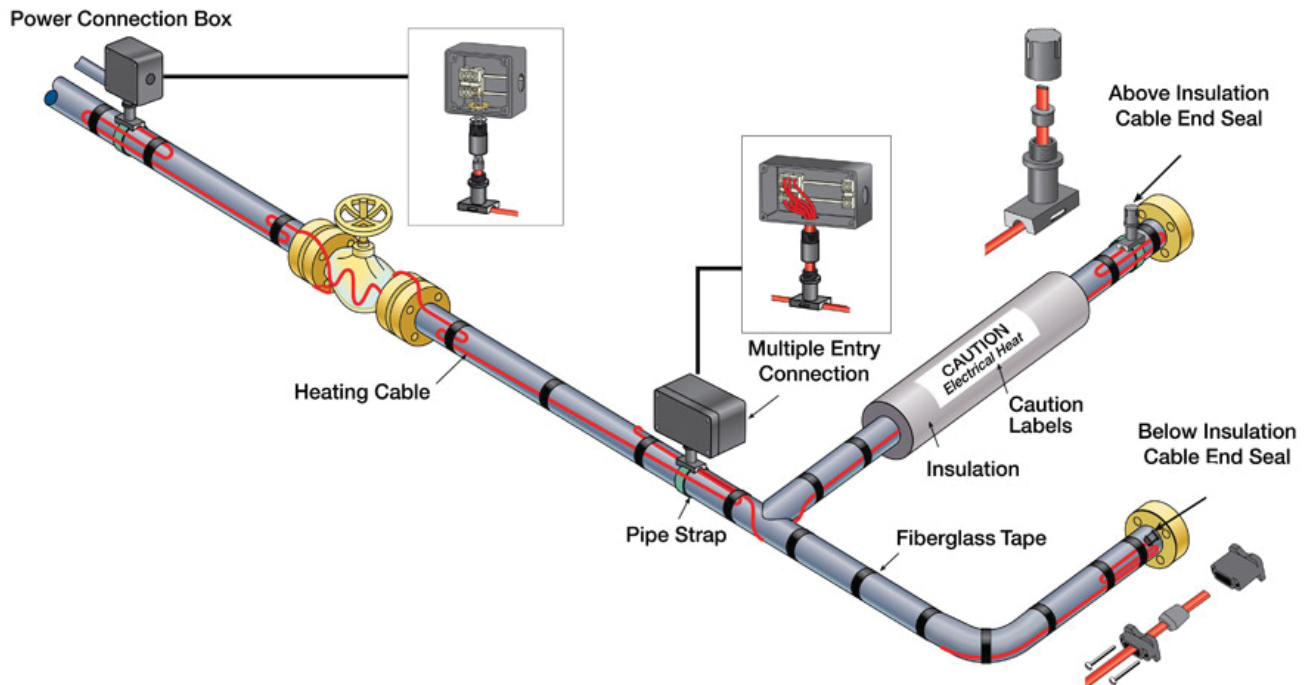 Power Connection Box
Above Insulation
Cable End Seal
Multiple Entry
Connection
Heating Cable
CAUTION
Electrical Heat
Caution
Labels
Below Insulation
Cable End Seal
Insulation
Pipe Strap
Fiberglass Tape